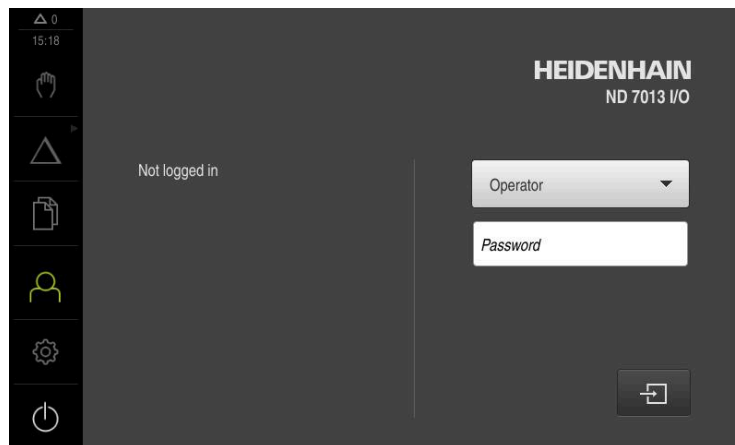 0
15:18
HEIDENHAIN
ND 7013 I/O
Not logged in
Operator
Password